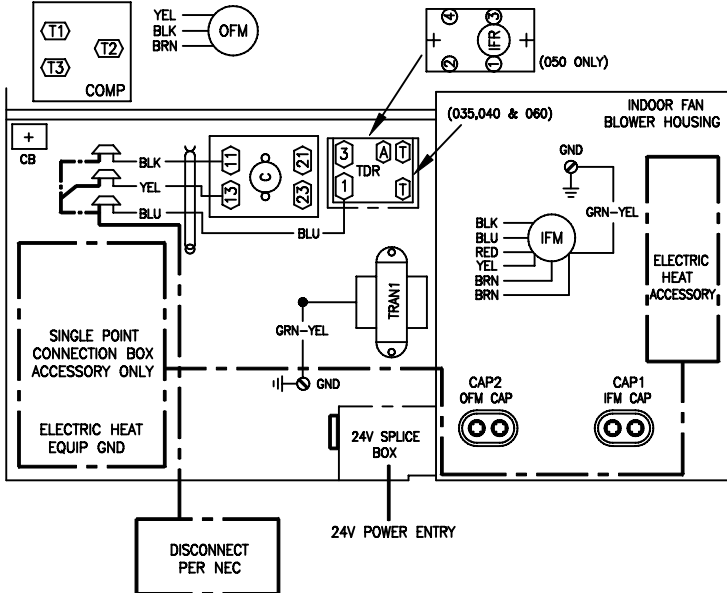 T1
T2
T3
COMP
YEL
BLK
BRN
OFM
4
3
IFR
2
1
(050 ONLY)
(035,040 & 060)
INDOOR FAN
BLOWER HOUSING
CB
BLK
YEL
BLU
11
13
C
21
23
3
A
T
TDR
1
T
BLU
GND
GRN-YEL
BLK
BLU
RED
YEL
BRN
BRN
IFM
ELECTRIC
HEAT
ACCESSORY
TRAN1
GRN-YEL
GND
SINGLE POINT
CONNECTION BOX
ACCESSORY ONLY
ELECTRIC HEAT
EQUIP GND
CAP2
OFM CAP
CAP1
IFM CAP
24V SPLICE
BOX
24V POWER ENTRY
DISCONNECT
PER NEC